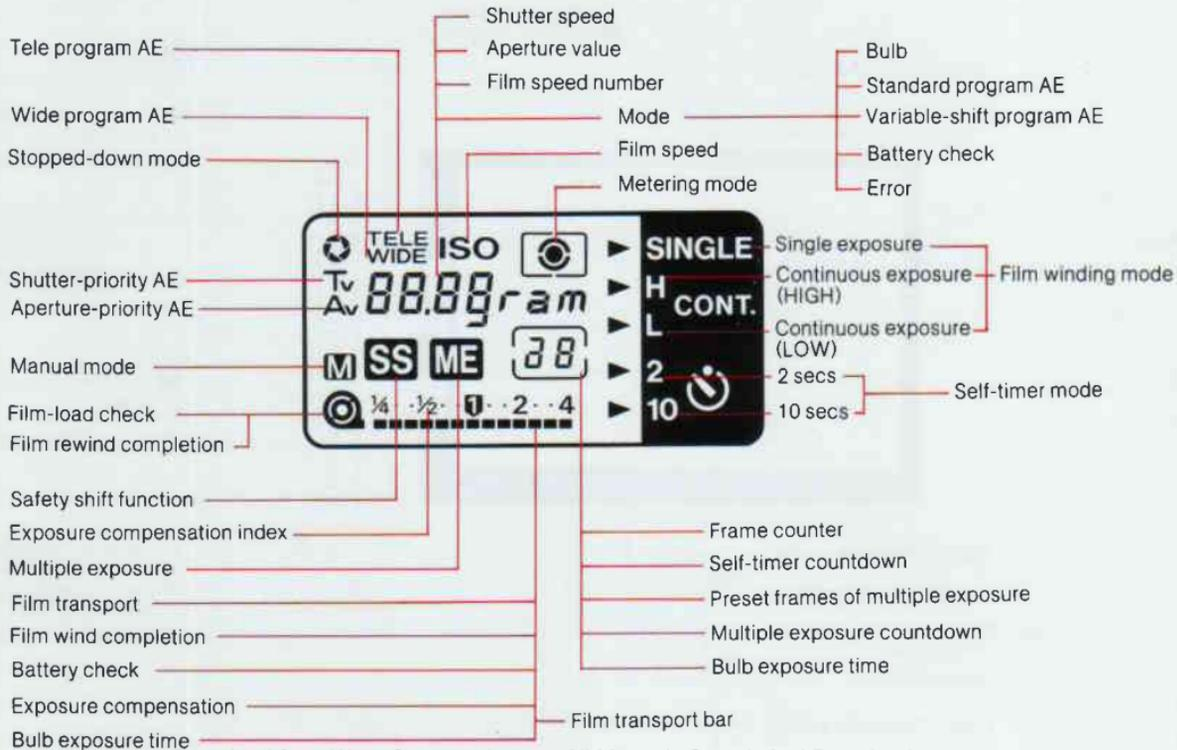 Shutter speed
Tele program AE
Aperture value
Bulb
Film speed number
Standard program AE
Wide program AE
Mode
Variable-shift program AE
Stopped-down mode
Film speed
Battery check
Metering mode
Error
TELE
WIDE
ISO
SINGLE
Single exposure
Shutter-priority AE
Tv
88.88ram
H
Continuous exposure
(HIGH)
Film winding mode
Aperture-priority AE
Av
CONT.
L
Continuous exposure
(LOW)
Manual mode
M
SS
ME
88
2
2 secs
Self-timer mode
Film-load check
¼ · · ½ · · 1 · · 2 · · 4
10
10 secs
Film rewind completion
Safety shift function
Exposure compensation index
Frame counter
Multiple exposure
Self-timer countdown
Film transport
Preset frames of multiple exposure
Film wind completion
Multiple exposure countdown
Battery check
Bulb exposure time
Exposure compensation
Film transport bar
Bulb exposure time